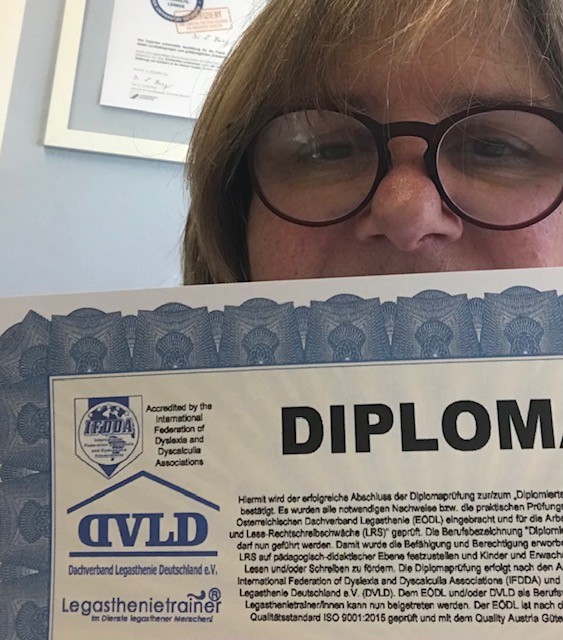 IFDDA
Accredited by the
International
Federation of
Dyslexia and
Dyscalculia
Associations
DIPLOMA
DVLD
Dachverband Legasthenie Deutschland e.V.
Legasthenietrainer®
Im Dienste legasthener Menschen!
Hiermit wird der erfolgreiche Abschluss der Diplomaprüfung zur/zum „Diplomierte
bestätigt. Es wurden alle notwendigen Nachweise bzw. die praktischen Prüfung
Österreichischen Dachverband Legasthenie (EÖDL) eingebracht und für die Arbe
und Lese-Rechtschreibschwäche (LRS)" geprüft. Die Berufsbezeichnung "Diplomi
darf nun geführt werden. Damit wurde die Befähigung und Berechtigung erworbe
LRS auf pädagogisch-didaktischer Ebene festzustellen und Kinder und Erwachs
Lesen und/oder Schreiben zu fördern. Die Diplomprüfung erfolgt nach den A
International Federation of Dyslexia and Dyscalculia Associations (IFDDA) und
Legasthenie Deutschland e.V. (DVLD). Dem EÖDL und/oder DVLD als Berufsv
Legasthenietrainer/innen kann nun beigetreten werden. Der EÖDL ist nach d
Qualitätsstandard ISO 9001:2015 geprüft und mit dem Quality Austria Güte